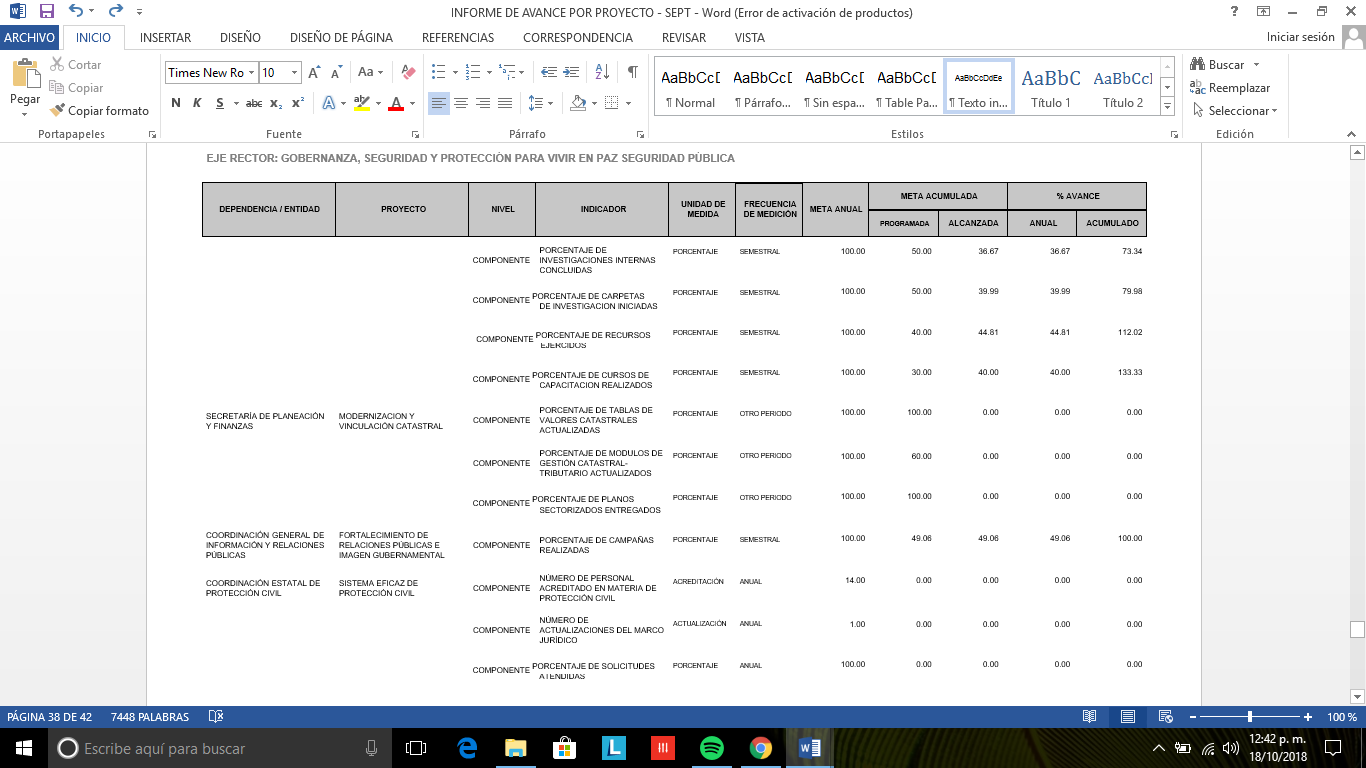 INFORME DE AVANCE POR PROYECTO - SEPT - Word (Error de activación de productos)
ARCHIVO INICIO INSERTAR DISEÑO DISEÑO DE PÁGINA REFERENCIAS CORRESPONDENCIA REVISAR VISTA Iniciar sesión
Cortar
Copiar
Copiar formato
Pegar
Portapapeles
Times New Ro 10
N K S abc x₂ x²
Fuente
Párrafo
AaBbCcD AaBbCcD AaBbCcD AaBbCcD AaBbCcDdEe AaBbC AaBbCcI
¶ Normal ¶ Párrafo... ¶ Sin espa... ¶ Table Pa... ¶ Texto in... Título 1 Título 2
Estilos
Buscar
Reemplazar
Seleccionar
Edición
EJE RECTOR: GOBERNANZA, SEGURIDAD Y PROTECCIÓN PARA VIVIR EN PAZ SEGURIDAD PÚBLICA
DEPENDENCIA / ENTIDAD PROYECTO NIVEL INDICADOR UNIDAD DE MEDIDA FRECUENCIA DE MEDICIÓN META ANUAL META ACUMULADA % AVANCE
PROGRAMADA ALCANZADA ANUAL ACUMULADO
COMPONENTE PORCENTAJE DE INVESTIGACIONES INTERNAS CONCLUIDAS PORCENTAJE SEMESTRAL 100.00 50.00 36.67 36.67 73.34
COMPONENTE PORCENTAJE DE CARPETAS DE INVESTIGACION INICIADAS PORCENTAJE SEMESTRAL 100.00 50.00 39.99 39.99 79.98
COMPONENTE PORCENTAJE DE RECURSOS EJERCIDOS PORCENTAJE SEMESTRAL 100.00 40.00 44.81 44.81 112.02
COMPONENTE PORCENTAJE DE CURSOS DE CAPACITACION REALIZADOS PORCENTAJE SEMESTRAL 100.00 30.00 40.00 40.00 133.33
SECRETARÍA DE PLANEACIÓN Y FINANZAS MODERNIZACION Y VINCULACIÓN CATASTRAL COMPONENTE PORCENTAJE DE TABLAS DE VALORES CATASTRALES ACTUALIZADAS PORCENTAJE OTRO PERIODO 100.00 100.00 0.00 0.00 0.00
COMPONENTE PORCENTAJE DE MODULOS DE GESTIÓN CATASTRAL-TRIBUTARIO ACTUALIZADOS PORCENTAJE OTRO PERIODO 100.00 60.00 0.00 0.00 0.00
COMPONENTE PORCENTAJE DE PLANOS SECTORIZADOS ENTREGADOS PORCENTAJE OTRO PERIODO 100.00 100.00 0.00 0.00 0.00
COORDINACIÓN GENERAL DE INFORMACIÓN Y RELACIONES PÚBLICAS FORTALECIMIENTO DE RELACIONES PÚBLICAS E IMAGEN GUBERNAMENTAL COMPONENTE PORCENTAJE DE CAMPAÑAS REALIZADAS PORCENTAJE SEMESTRAL 100.00 49.06 49.06 49.06 100.00
COORDINACIÓN ESTATAL DE PROTECCIÓN CIVIL SISTEMA EFICAZ DE PROTECCIÓN CIVIL COMPONENTE NÚMERO DE PERSONAL ACREDITADO EN MATERIA DE PROTECCIÓN CIVIL ACREDITACIÓN ANUAL 14.00 0.00 0.00 0.00 0.00
COMPONENTE NÚMERO DE ACTUALIZACIONES DEL MARCO JURÍDICO ACTUALIZACIÓN ANUAL 1.00 0.00 0.00 0.00 0.00
COMPONENTE PORCENTAJE DE SOLICITUDES ATENDIDAS PORCENTAJE ANUAL 100.00 0.00 0.00 0.00 0.00
PÁGINA 38 DE 42 7448 PALABRAS 100 %
Escribe aquí para buscar
12:42 p. m.
18/10/2018